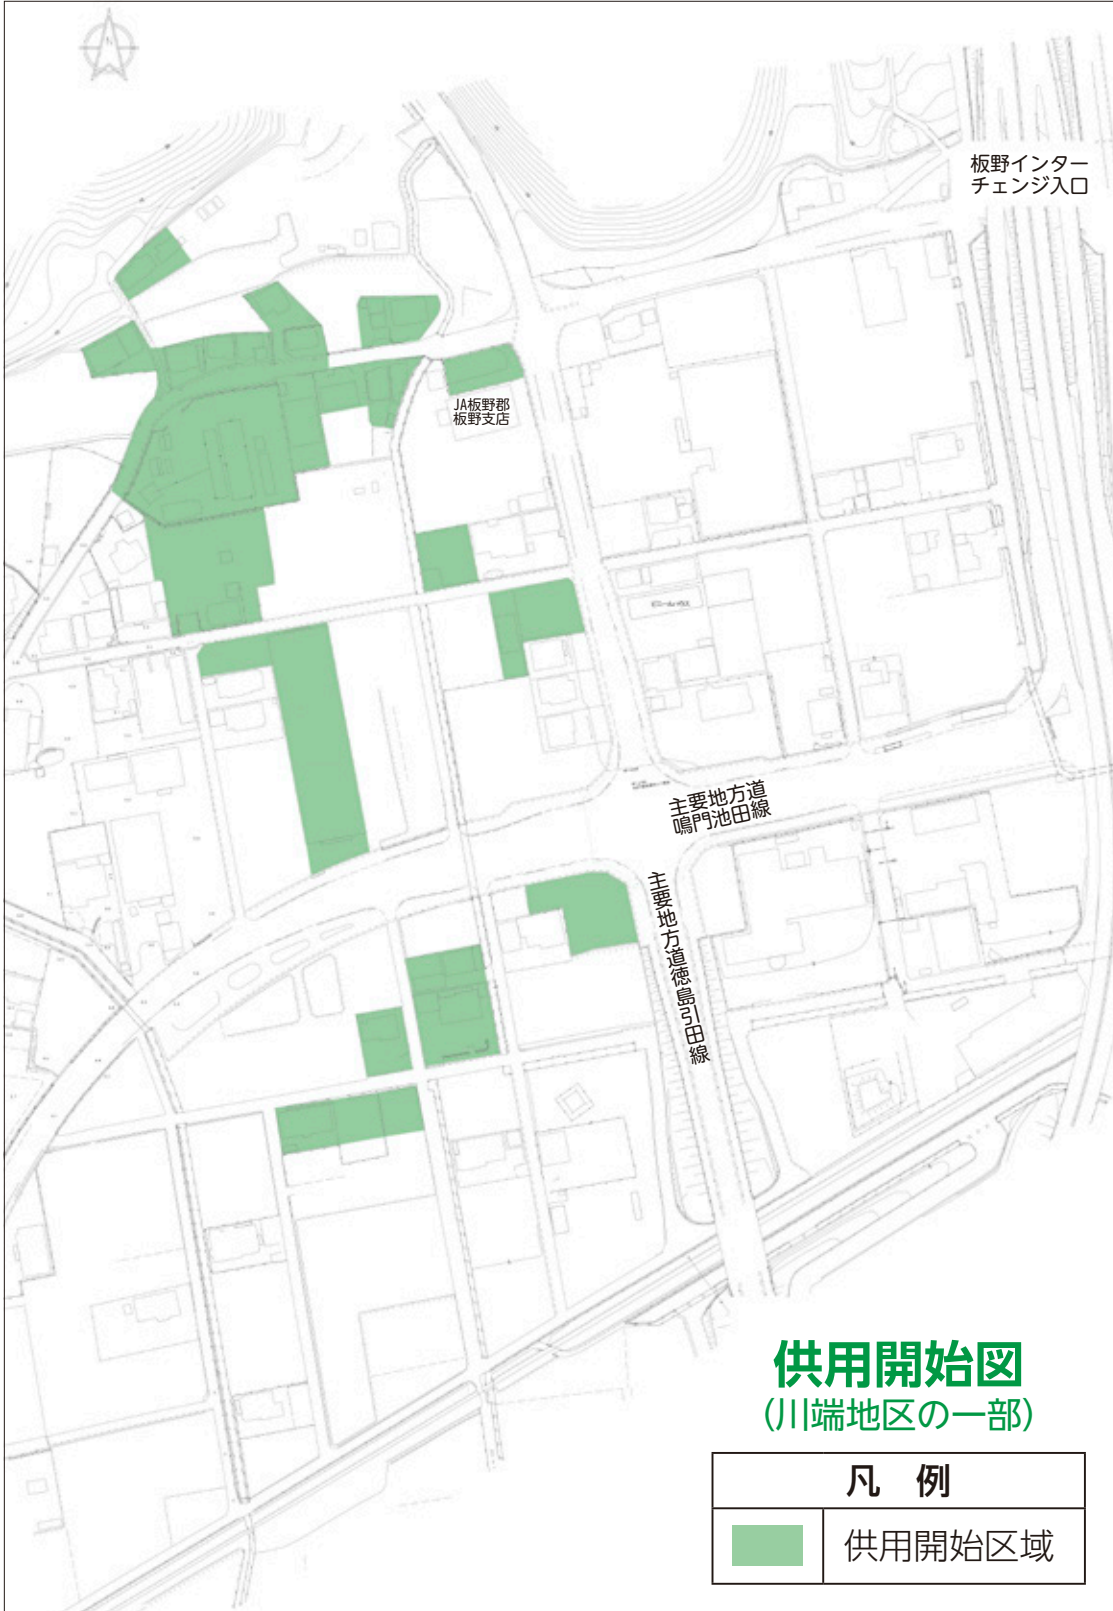 N
板野インター
チェンジ入口
JA板野郡
板野支店
主要地方道
鳴門池田線
主要地方道徳島引田線
供用開始図
(川端地区の一部)
凡 例
供用開始区域